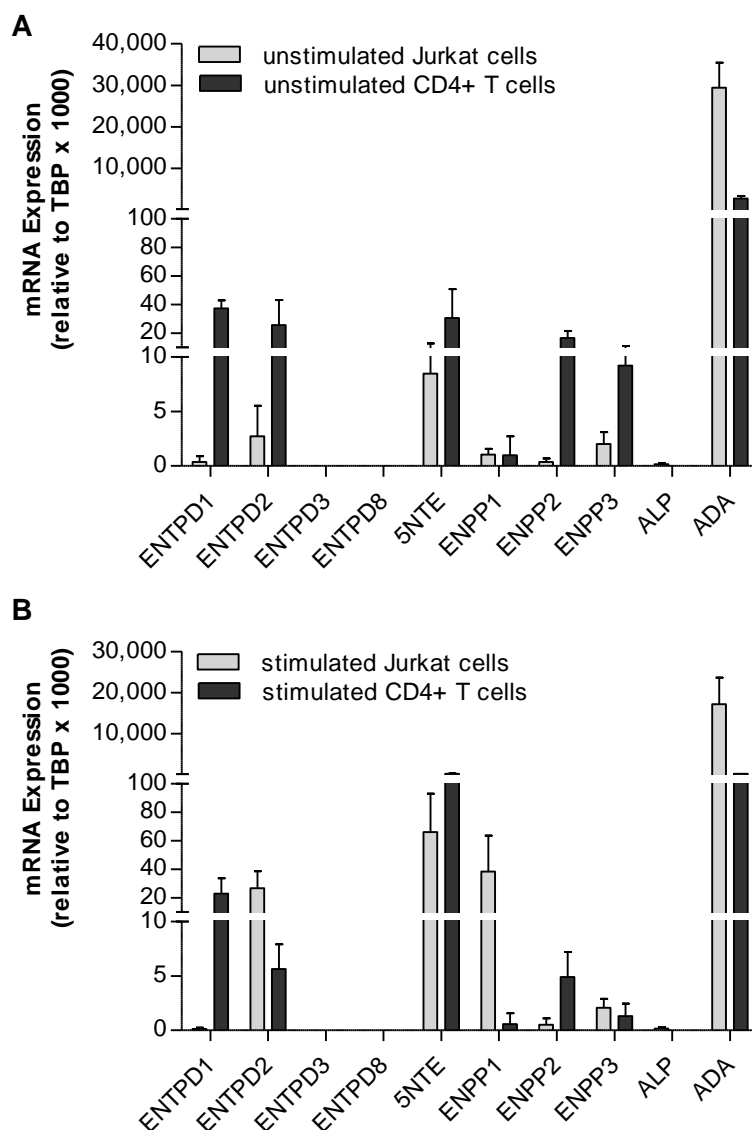 A
mRNA Expression
(relative to TBP x 1000)
40,000
30,000
20,000
10,000
100
80
60
40
20
10
5
0
unstimulated Jurkat cells
unstimulated CD4+ T cells
ENTPD1
ENTPD2
ENTPD3
ENTPD8
5NTE
ENPP1
ENPP2
ENPP3
ALP
ADA
B
mRNA Expression
(relative to TBP x 1000)
30,000
20,000
10,000
100
80
60
40
20
10
5
0
stimulated Jurkat cells
stimulated CD4+ T cells
ENTPD1
ENTPD2
ENTPD3
ENTPD8
5NTE
ENPP1
ENPP2
ENPP3
ALP
ADA